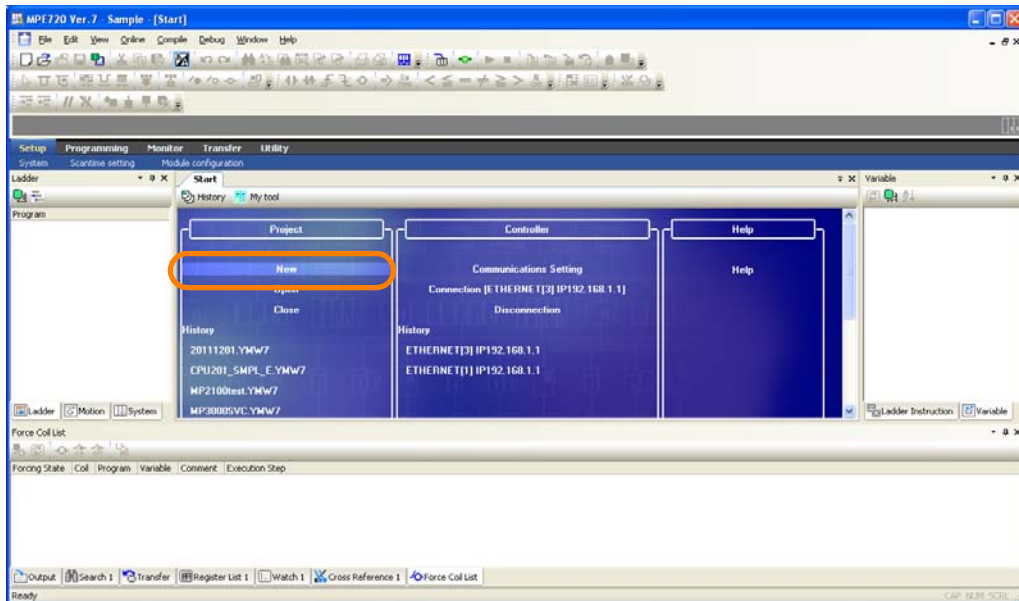 MPE720 Ver.7 - Sample - [Start]
File Edit View Online Compile Debug Window Help
Setup Programming Monitor Transfer Utility
System Scantime setting Module configuration
Ladder
Start
Variable
History My tool
Program
Project Controller Help
New Communications Setting Help
Open Connection [ETHERNET[3] IP192.168.1.1]
Close Disconnection
History History
20111201.YMW7 ETHERNET[3] IP192.168.1.1
CPU201_SMPL_E.YMW7 ETHERNET[1] IP192.168.1.1
MP2100test.YMW7
MP3000SVC.YMW7
Ladder Motion System
Ladder Instruction Variable
Force Coil List
Forcing State Coil Program Variable Comment Execution Step
Output Search 1 Transfer Register List 1 Watch 1 Cross Reference 1 Force Coil List
Ready
CAP NUM SCRL